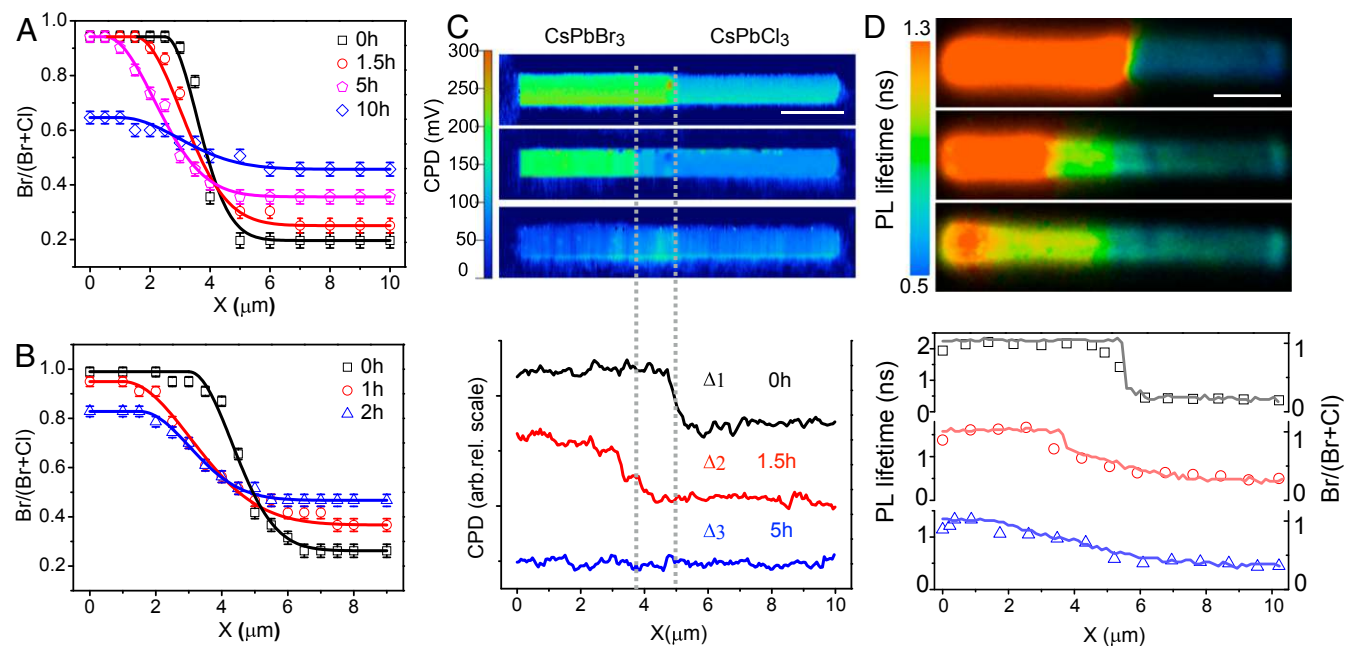 A
Br/(Br+Cl)
1.0
0.8
0.6
0.4
0.2
0h
1.5h
5h
10h
0 2 4 6 8 10
X (μm)
B
Br/(Br+Cl)
1.0
0.8
0.6
0.4
0.2
0h
1h
2h
0 2 4 6 8
X (μm)
C
CsPbBr3 CsPbCl3
CPD (mV)
300
250
200
150
100
50
0
CPD (arb.rel. scale)
Δ1 0h
Δ2 1.5h
Δ3 5h
0 2 4 6 8 10
X(μm)
D
1.3
PL lifetime (ns)
0.5
PL lifetime (ns)
2
1
0
2
1
0
2
1
0
1
0
1
0
1
0
Br/(Br+Cl)
0 2 4 6 8 10
X (μm)